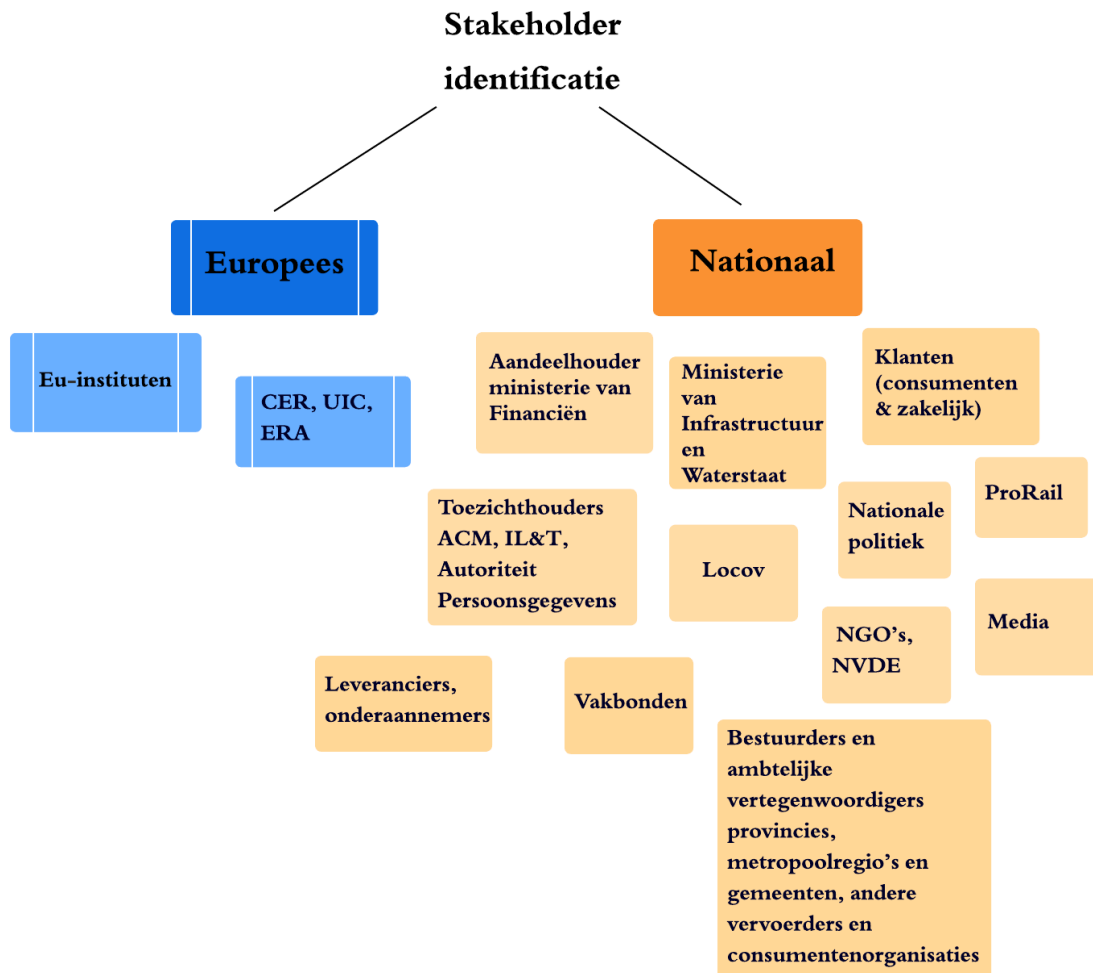 Stakeholder
identificatie
Europees
Nationaal
Eu-instituten
CER, UIC,
ERA
Aandeelhouder
ministerie van
Financiën
Ministerie
van
Infrastructuur
en
Waterstaat
Klanten
(consumenten
& zakelijk)
Toezichthouders
ACM, IL&T,
Autoriteit
Persoonsgegevens
Locov
Nationale
politiek
ProRail
NGO's,
NVDE
Media
Leveranciers,
onderaannemers
Vakbonden
Bestuurders en
ambtelijke
vertegenwoordigers
provincies,
metropoolregio's en
gemeenten, andere
vervoerders en
consumentenorganisaties